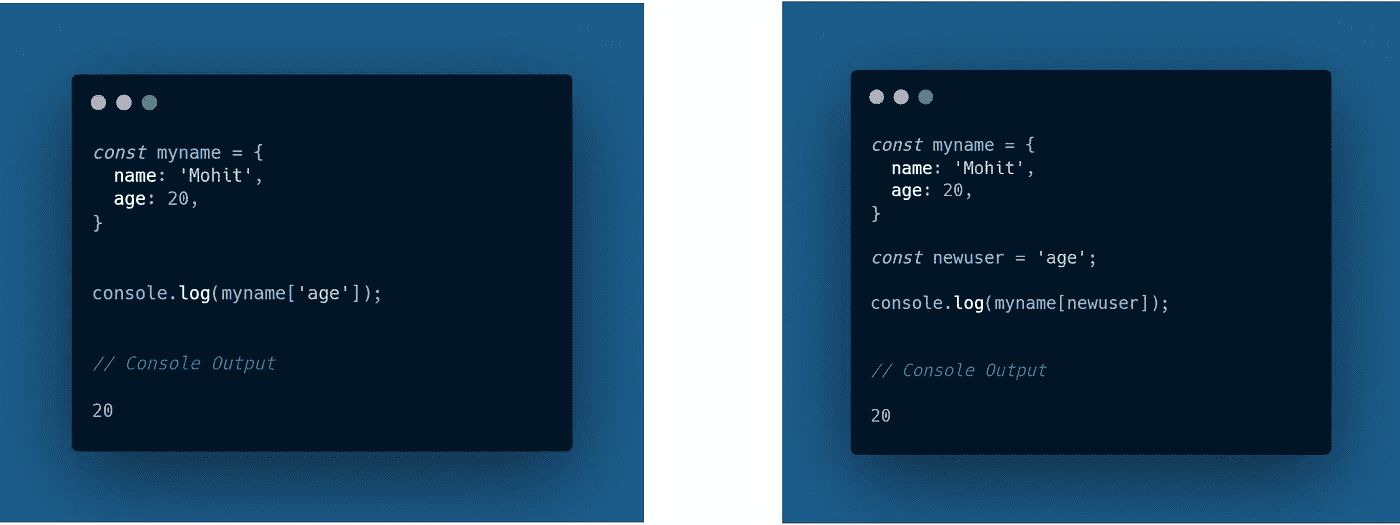 const myname = {
  name: 'Mohit',
  age: 20,
}
console.log(myname['age']);
// Console Output
20
const myname = {
  name: 'Mohit',
  age: 20,
}
const newuser = 'age';
console.log(myname[newuser]);
// Console Output
20